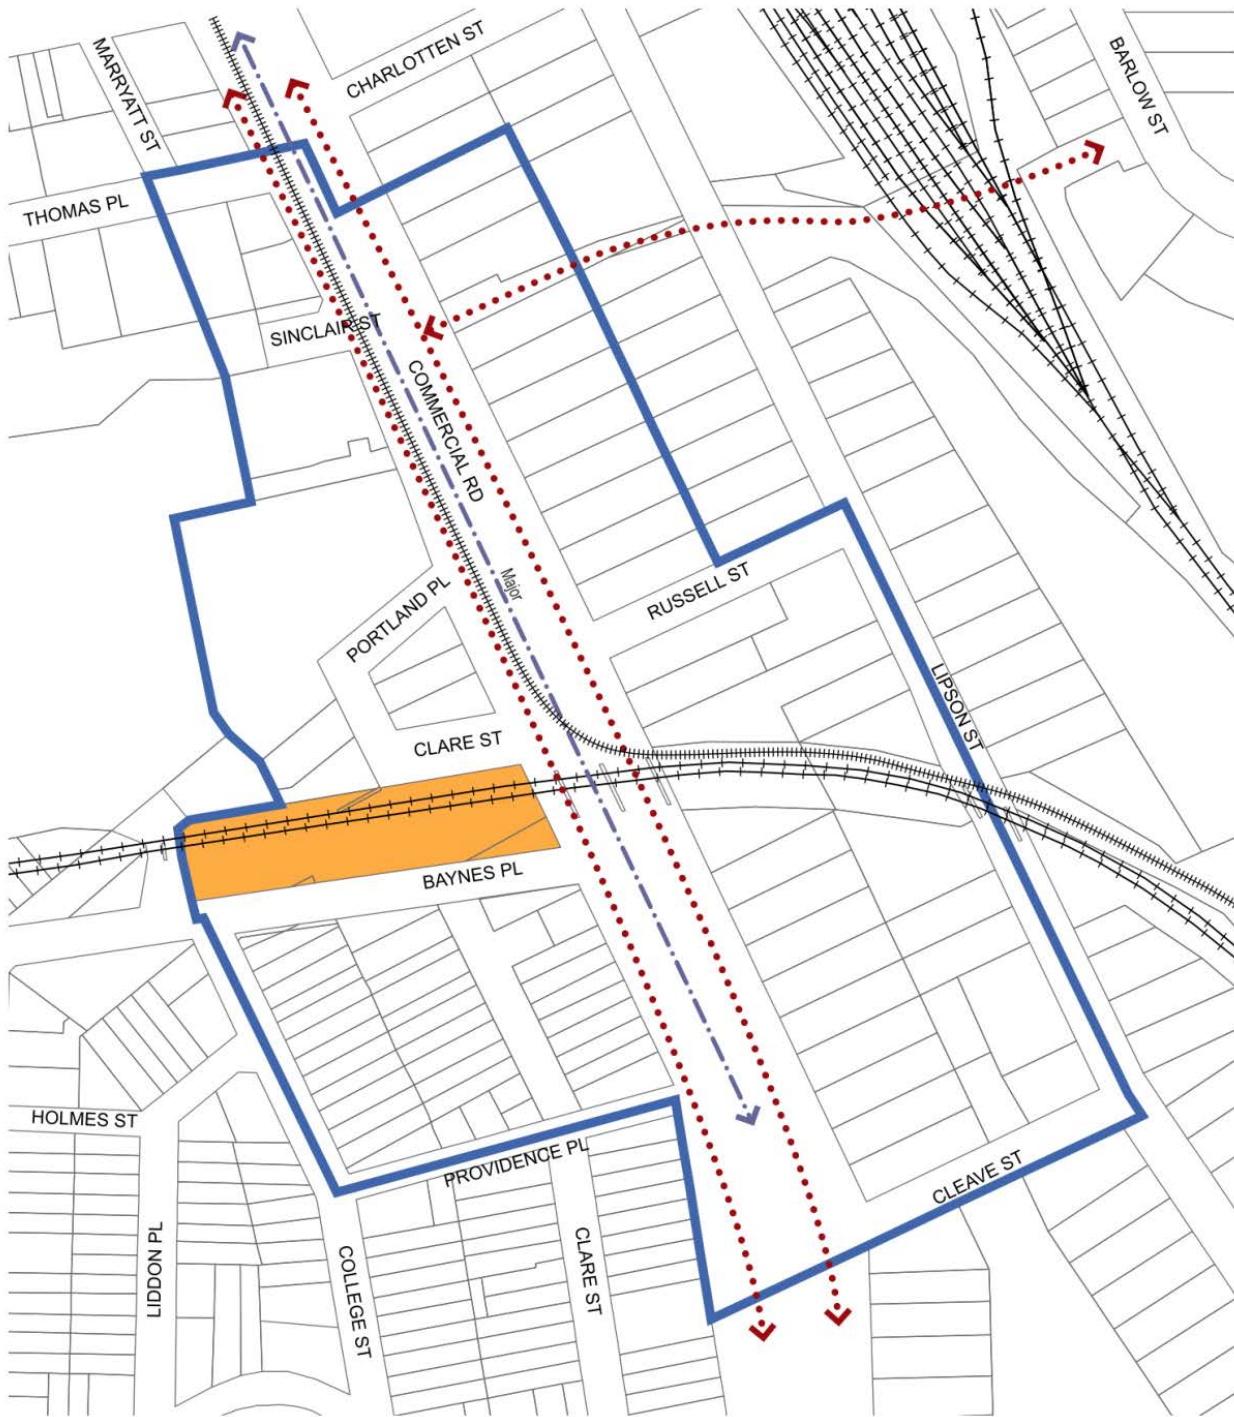 MARRYATT ST
CHARLOTTEN ST
BARLOW ST
THOMAS PL
SINCLAIR ST
COMMERCIAL RD
Major
PORTLAND PL
RUSSELL ST
LIPSON ST
CLARE ST
BAYNES PL
HOLMES ST
PROVIDENCE PL
CLEAVE ST
LIDDON PL
COLLEGE ST
CLARE ST